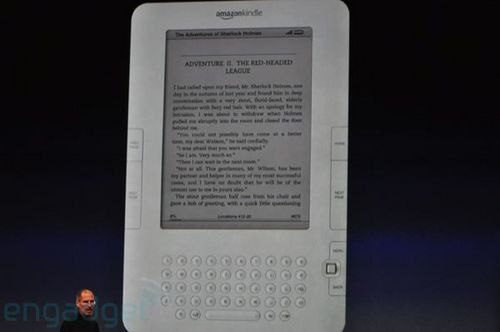 amazonkindle
The Adventures of Sherlock Holmes
ADVENTURE II. THE RED-HEADED
LEAGUE
I had called upon my friend, Mr. Sherlock Holmes, one
day in the autumn of last year and found him in deep
conversation with a very stout, florid-faced, elderly
gentleman with fiery red hair. With an apology for my
intrusion, I was about to withdraw when Holmes
pulled me abruptly into the room and closed the door
behind me.
"You could not possibly have come at a better
time, my dear Watson," he said cordially.
"I was afraid that you were engaged."
"So I am. Very much so."
"Then I can wait in the next room."
"Not at all. This gentleman, Mr. Wilson, has been
my partner and helper in many of my most successful
cases, and I have no doubt that he will be of the
utmost use to me in yours also."
The stout gentleman half rose from his chair and
gave a bob of greeting, with a quick little questioning
8%
Locations
HOME
PREV
PAGE
NEXT
PAGE
NEXT
PAGE
MENU
BACK
engadget